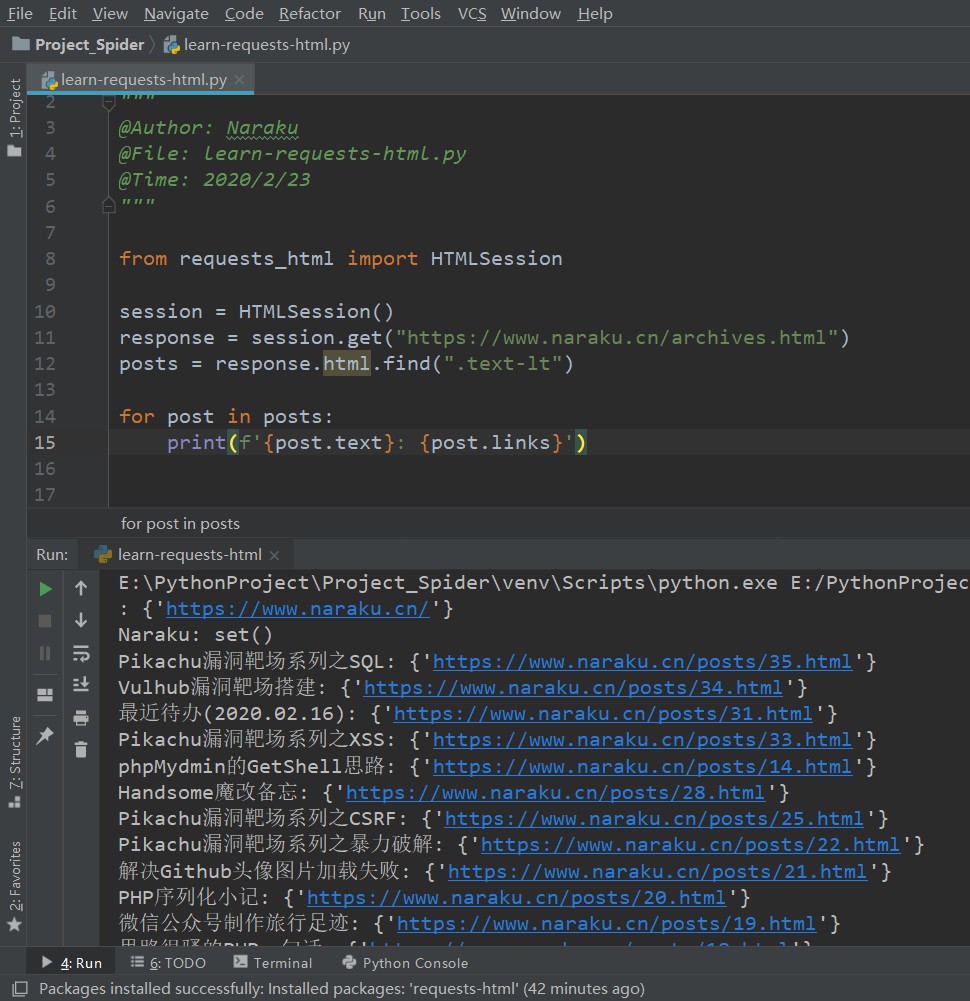 File Edit View Navigate Code Refactor Run Tools VCS Window Help
Project_Spider learn-requests-html.py
1: Project
learn-requests-html.py
2 """
3 @Author: Naraku
4 @File: learn-requests-html.py
5 @Time: 2020/2/23
6 """
7
8 from requests_html import HTMLSession
9
10 session = HTMLSession()
11 response = session.get("https://www.naraku.cn/archives.html")
12 posts = response.html.find(".text-lt")
13
14 for post in posts:
15 print(f'{post.text}: {post.links}')
16
17
for post in posts
Run: learn-requests-html
E:\PythonProject\Project_Spider\venv\Scripts\python.exe E:/PythonProjec
: {'https://www.naraku.cn/'}
Naraku: set()
Pikachu漏洞靶场系列之SQL: {'https://www.naraku.cn/posts/35.html'}
Vulhub漏洞靶场搭建: {'https://www.naraku.cn/posts/34.html'}
最近待办(2020.02.16): {'https://www.naraku.cn/posts/31.html'}
Pikachu漏洞靶场系列之XSS: {'https://www.naraku.cn/posts/33.html'}
phpMydmin的GetShell思路: {'https://www.naraku.cn/posts/14.html'}
Handsome魔改备忘: {'https://www.naraku.cn/posts/28.html'}
Pikachu漏洞靶场系列之CSRF: {'https://www.naraku.cn/posts/25.html'}
Pikachu漏洞靶场系列之暴力破解: {'https://www.naraku.cn/posts/22.html'}
解决Github头像图片加载失败: {'https://www.naraku.cn/posts/21.html'}
PHP序列化小记: {'https://www.naraku.cn/posts/20.html'}
微信公众号制作旅行足迹: {'https://www.naraku.cn/posts/19.html'}
7: Structure
2: Favorites
4: Run 6: TODO Terminal Python Console
Packages installed successfully: Installed packages: 'requests-html' (42 minutes ago)